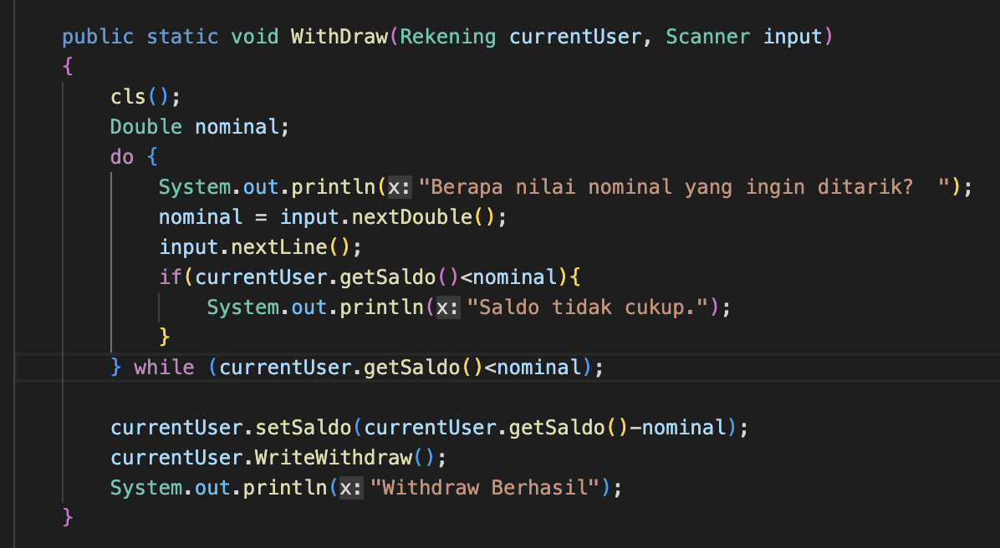 public static void WithDraw(Rekening currentUser, Scanner input)
{
cls();
Double nominal;
do {
System.out.println(x: "Berapa nilai nominal yang ingin ditarik?  ");
nominal = input.nextDouble();
input.nextLine();
if(currentUser.getSaldo()<nominal){
System.out.println(x: "Saldo tidak cukup.");
}
} while (currentUser.getSaldo()<nominal);
currentUser.setSaldo(currentUser.getSaldo()-nominal);
currentUser.WriteWithdraw();
System.out.println(x: "Withdraw Berhasil");
}